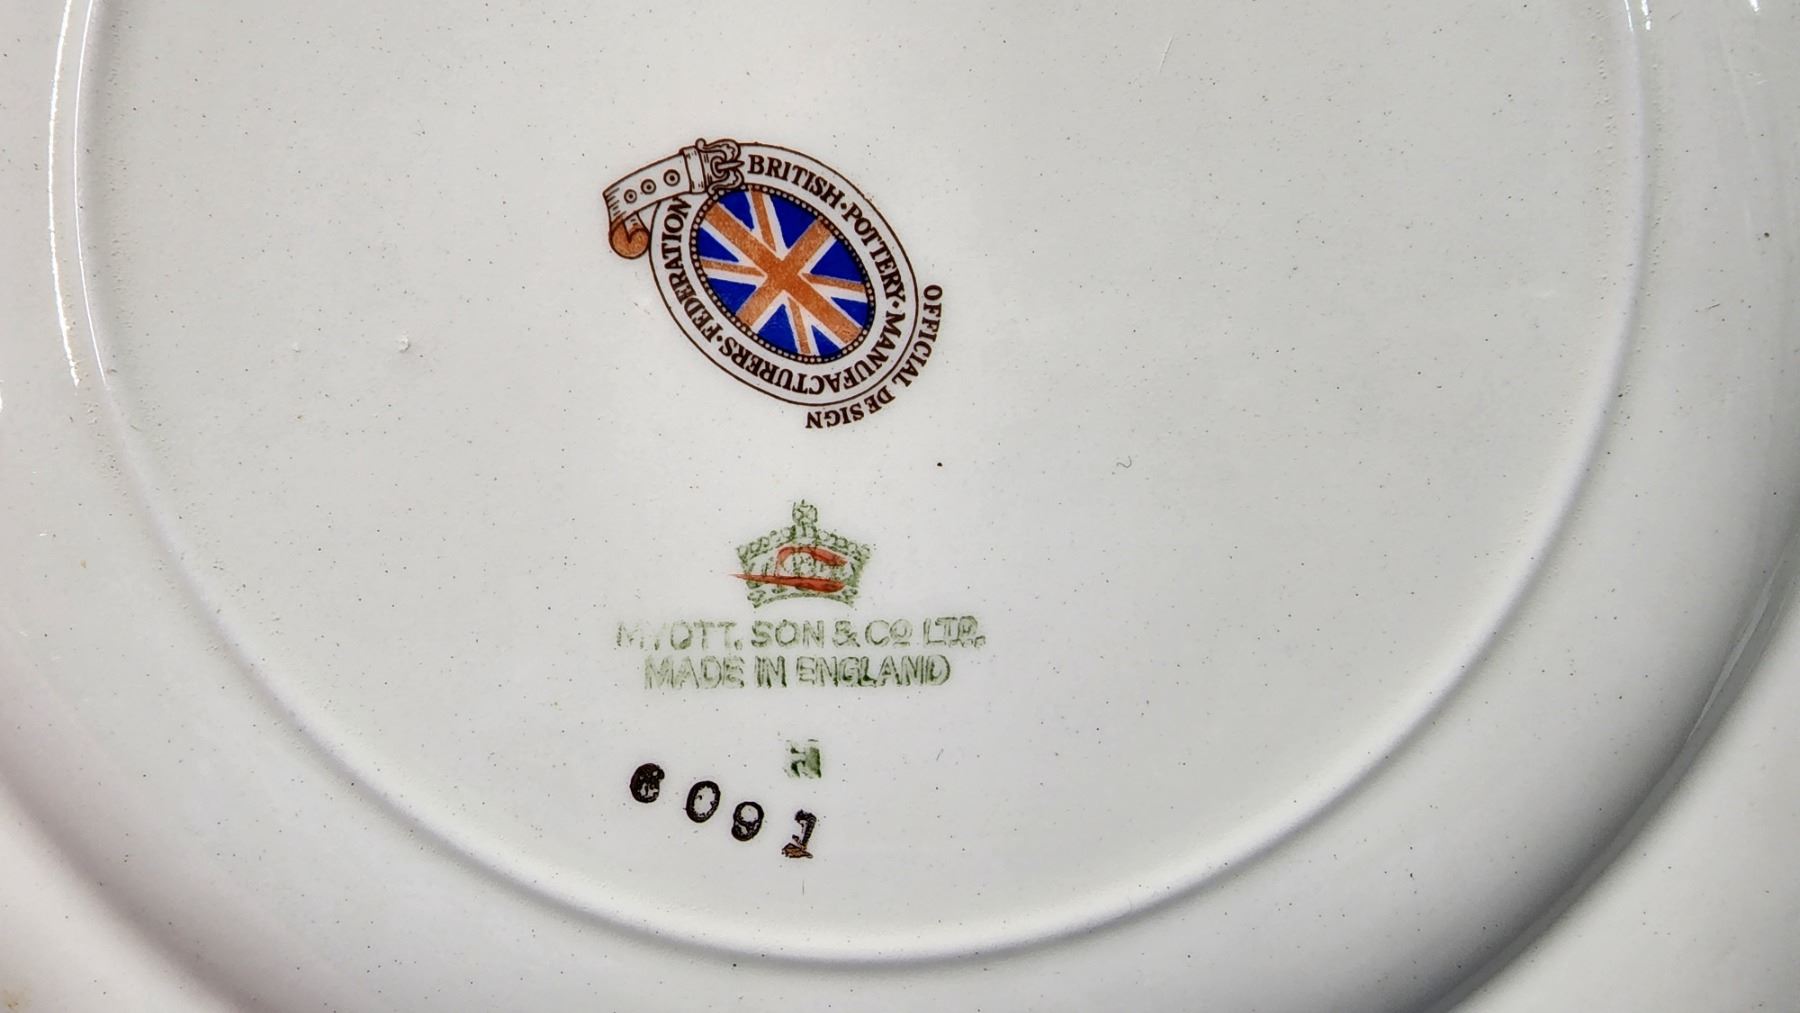 BRITISH·POTTERY·MANUFACTURERS·FEDERATION
OFFICIAL DESIGN
MYOTT. SON & CO LTD.
MADE IN ENGLAND
H
6091